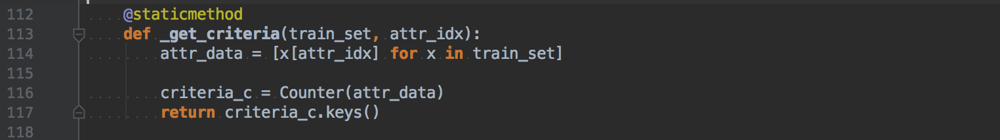 112 @staticmethod
113 def _get_criteria(train_set, attr_idx):
114 attr_data = [x[attr_idx] for x in train_set]
115
116 criteria_c = Counter(attr_data)
117 return criteria_c.keys()
118